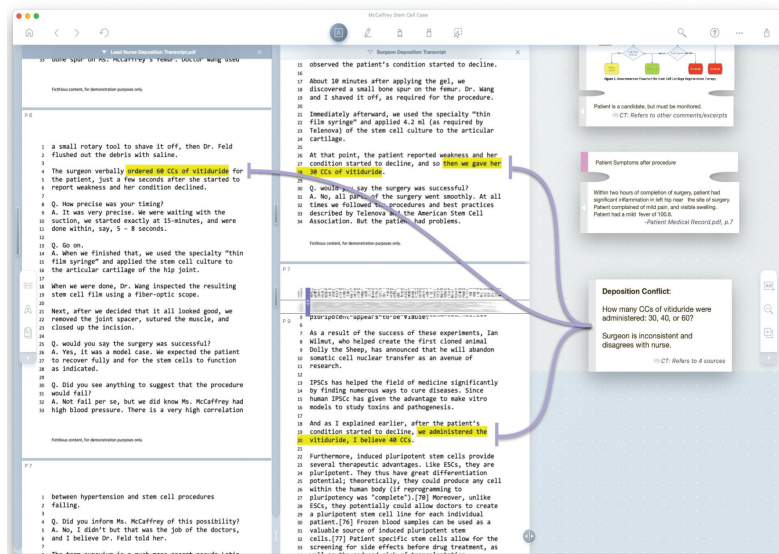 McCaffrey Stem Cell Case
Lead Nurse Deposition Transcript.pdf
33 bone spur on Ms. McCaffrey's femur. Doctor Wang used
Fictitious content, for demonstration purposes only.
P 6
1 a small rotary tool to shave it off, then Dr. Feld
2 flushed out the debris with saline.
3
4 The surgeon verbally ordered 60 CCs of vitiduride for
5 the patient, just a few seconds after she started to
6 report weakness and her condition declined.
7
8 Q. How precise was your timing?
9 A. It was very precise. We were waiting with the
10 suction, we started exactly at 15-minutes, and were
11 done within, say, 5 – 8 seconds.
12
13 Q. Go on.
14 A. When we finished that, we used the specialty "thin
15 film syringe" and applied the stem cell culture to
16 the articular cartilage of the hip joint.
17
18 When we were done, Dr. Wang inspected the resulting
19 stem cell film using a fiber-optic scope.
20
21 Next, after we decided that it all looked good, we
22 removed the joint spacer, sutured the muscle, and
23 closed up the incision.
24
25 Q. would you say the surgery was successful?
26 A. Yes, it was a model case. We expected the patient
27 to recover fully and for the stem cells to function
28 as indicated.
29
30 Q. Did you see anything to suggest that the procedure
31 would fail?
32 A. Not fail per se, but we did know Ms. McCaffrey had
33 high blood pressure. There is a very high correlation
Fictitious content, for demonstration purposes only.
P 7
1 between hypertension and stem cell procedures
2 failing.
3
4 Q. Did you inform Ms. McCaffrey of this possibility?
5 A. No, I didn't but that was the job of the doctors,
6 and I believe Dr. Feld told her.
7
Surgeon Deposition Transcript
15 observed the patient's condition started to decline.
16
17 About 10 minutes after applying the gel, we
18 discovered a small bone spur on the femur. Dr. Wang
19 and I shaved it off, as required for the procedure.
20
21 Immediately afterward, we used the specialty "thin
22 film syringe" and applied 4.2 ml (as required by
23 Telenova) of the stem cell culture to the articular
24 cartilage.
25
26 At that point, the patient reported weakness and her
27 condition started to decline, and so then we gave her
28 30 CCs of vitiduride.
29
30 Q. would you say the surgery was successful?
31 A. No, all parts of the surgery went smoothly. At all
32 times we followed the procedures and best practices
33 described by Telenova and the American Stem Cell
34 Association. But the patient had problems.
Fictitious content, for demonstration purposes only.
P 7
P 9
5 pluripotent appears to be viable.
6
7 As a result of the success of these experiments, Ian
8 Wilmut, who helped create the first cloned animal
9 Dolly the Sheep, has announced that he will abandon
10 somatic cell nuclear transfer as an avenue of
11 research.
12
13 IPSCs has helped the field of medicine significantly
14 by finding numerous ways to cure diseases. Since
15 human IPSCc has given the advantage to make vitro
16 models to study toxins and pathogenesis.
17
18 And as I explained earlier, after the patient's
19 condition started to decline, we administered the
20 vitiduride, I believe 40 CCs.
21
22 Furthermore, induced pluripotent stem cells provide
23 several therapeutic advantages. Like ESCs, they are
24 pluripotent. They thus have great differentiation
25 potential; theoretically, they could produce any cell
26 within the human body (if reprogramming to
27 pluripotency was "complete").[70] Moreover, unlike
28 ESCs, they potentially could allow doctors to create
29 a pluripotent stem cell line for each individual
30 patient.[76] Frozen blood samples can be used as a
31 valuable source of induced pluripotent stem
32 cells.[77] Patient specific stem cells allow for the
33 screening for side effects before drug treatment, as
Patient is a candidate, but must be monitored.
CT: Refers to other comments/excerpts
Patient Symptoms after procedure
Within two hours of completion of surgery, patient had
significant inflammation in left hip near the site of surgery.
Patient complained of mild pain, and visible swelling.
Patient had a mild fever of 100.6.
-Patient Medical Record.pdf, p.7
Deposition Conflict:
How many CCs of vitiduride were
administered: 30, 40, or 60?
Surgeon is inconsistent and
disagrees with nurse.
CT: Refers to 4 sources